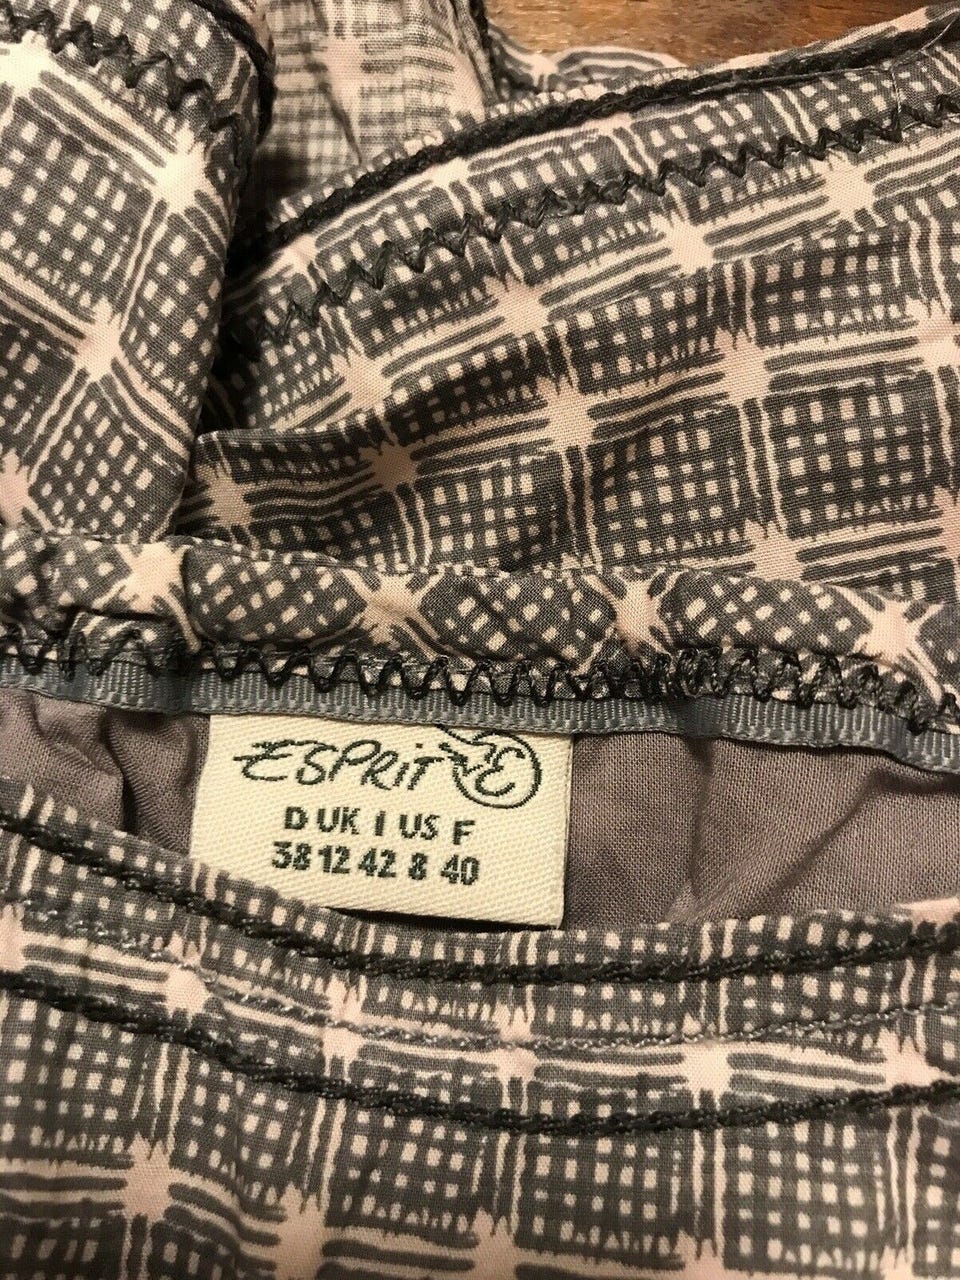 ESPRIT E
D UK I US F
38 12 42 8 40